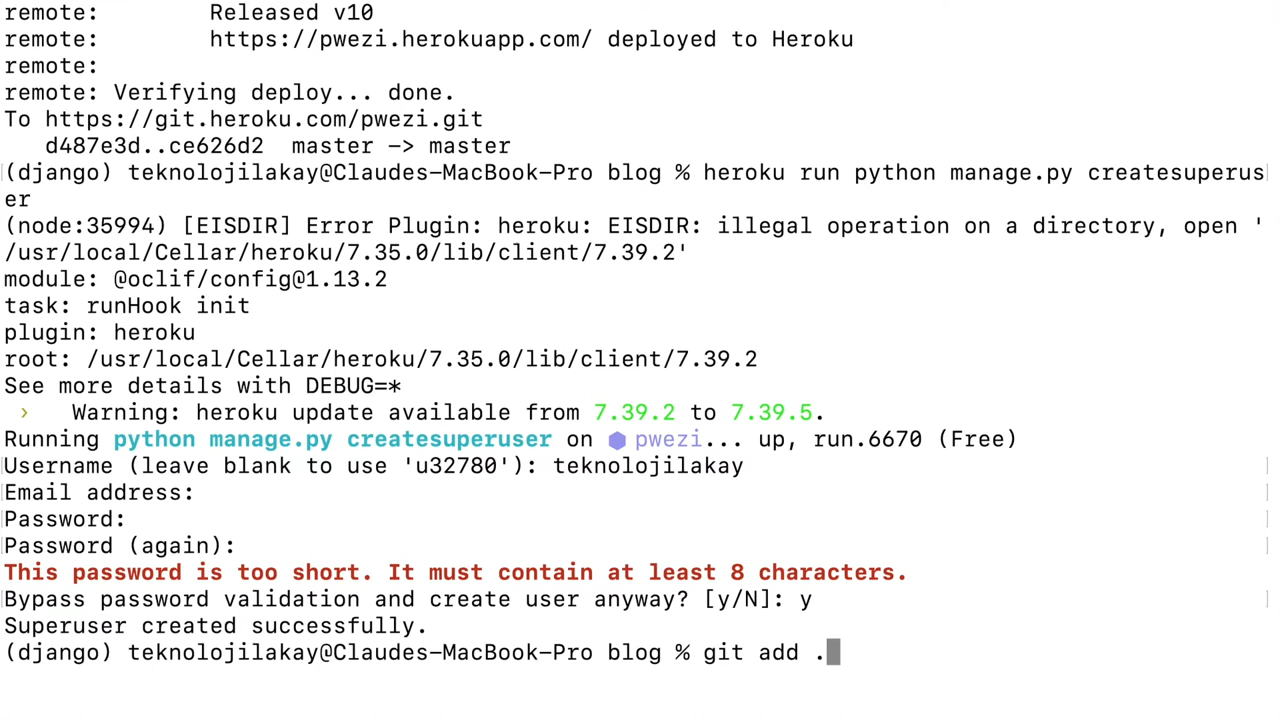 remote:        Released v10
remote:        https://pwezi.herokuapp.com/ deployed to Heroku
remote:
remote: Verifying deploy... done.
To https://git.heroku.com/pwezi.git
   d487e3d..ce626d2  master -> master
(django) teknolojilakay@Claudes-MacBook-Pro blog % heroku run python manage.py createsuperus
er
(node:35994) [EISDIR] Error Plugin: heroku: EISDIR: illegal operation on a directory, open '
/usr/local/Cellar/heroku/7.35.0/lib/client/7.39.2'
module: @oclif/config@1.13.2
task: runHook init
plugin: heroku
root: /usr/local/Cellar/heroku/7.35.0/lib/client/7.39.2
See more details with DEBUG=*
 ›   Warning: heroku update available from 7.39.2 to 7.39.5.
Running python manage.py createsuperuser on ⬢ pwezi... up, run.6670 (Free)
Username (leave blank to use 'u32780'): teknolojilakay
Email address:
Password:
Password (again):
This password is too short. It must contain at least 8 characters.
Bypass password validation and create user anyway? [y/N]: y
Superuser created successfully.
(django) teknolojilakay@Claudes-MacBook-Pro blog % git add .